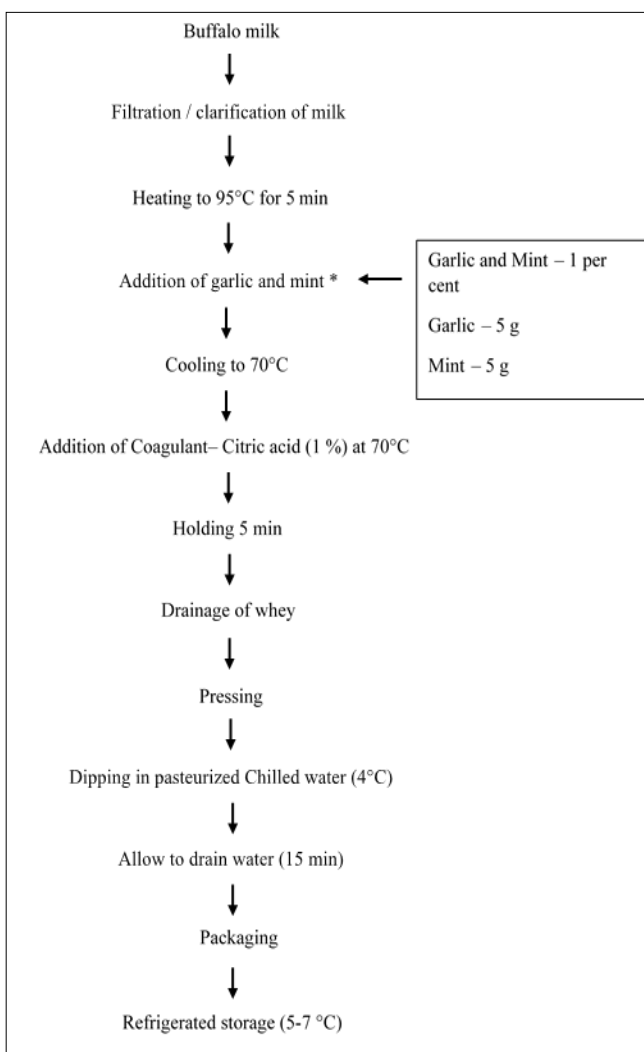 Buffalo milk
Filtration / clarification of milk
Heating to 95°C for 5 min
Addition of garlic and mint *
Garlic and Mint – 1 per
cent
Garlic – 5 g
Mint – 5 g
Cooling to 70°C
Addition of Coagulant– Citric acid (1 %) at 70°C
Holding 5 min
Drainage of whey
Pressing
Dipping in pasteurized Chilled water (4°C)
Allow to drain water (15 min)
Packaging
Refrigerated storage (5-7 °C)